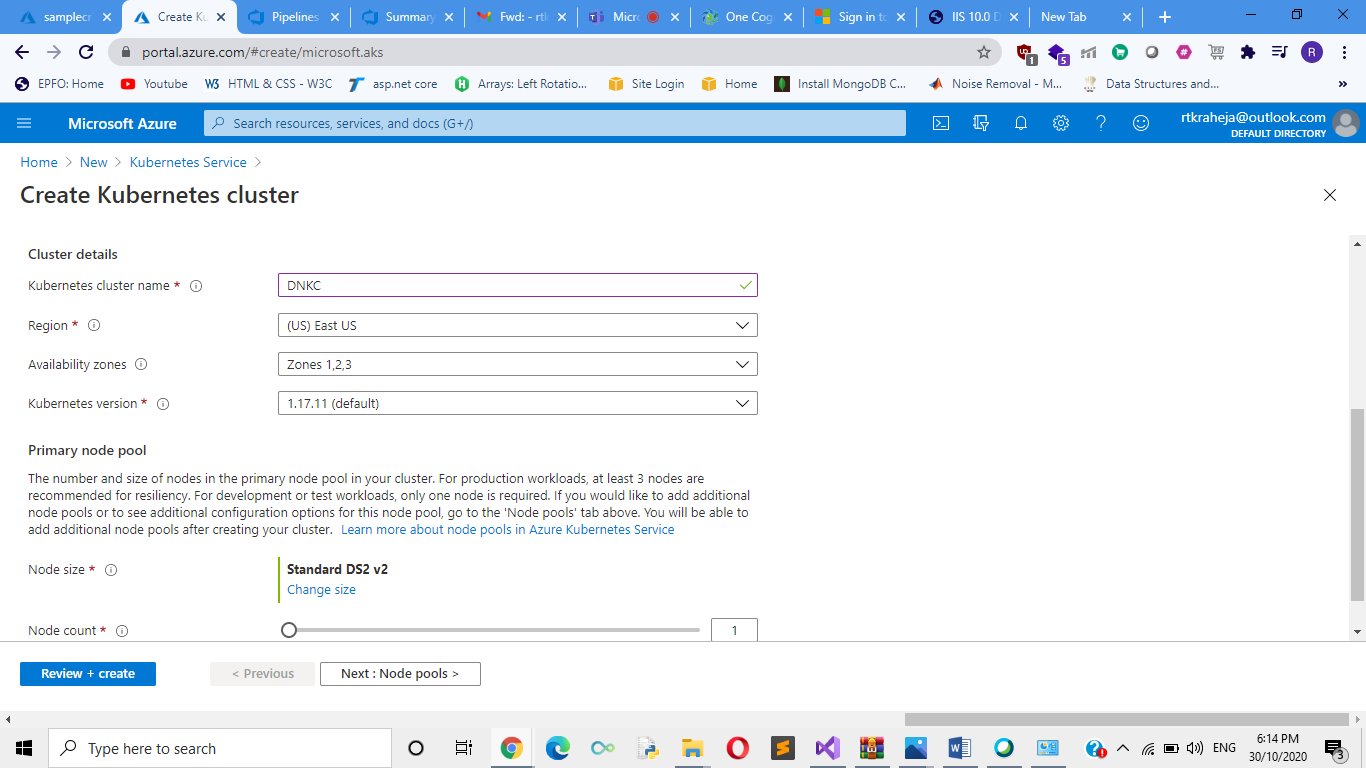 samplecr
Create Ku
Pipelines
Summary
Fwd: - rtk
Micro
One Cog
Sign in to
IIS 10.0 D
New Tab
portal.azure.com/#create/microsoft.aks
1
5
R
EPFO: Home
Youtube
HTML & CSS - W3C
asp.net core
Arrays: Left Rotatio...
Site Login
Home
Install MongoDB C...
Noise Removal - M...
Data Structures and...
»
Microsoft Azure
Search resources, services, and docs (G+/)
rtkraheja@outlook.com
DEFAULT DIRECTORY
Home > New > Kubernetes Service >
Create Kubernetes cluster
Cluster details
Kubernetes cluster name *
DNKC
Region *
(US) East US
Availability zones
Zones 1,2,3
Kubernetes version *
1.17.11 (default)
Primary node pool
The number and size of nodes in the primary node pool in your cluster. For production workloads, at least 3 nodes are
recommended for resiliency. For development or test workloads, only one node is required. If you would like to add additional
node pools or to see additional configuration options for this node pool, go to the 'Node pools' tab above. You will be able to
add additional node pools after creating your cluster. Learn more about node pools in Azure Kubernetes Service
Node size *
Standard DS2 v2
Change size
Node count *
1
Review + create
< Previous
Next : Node pools >
Type here to search
ENG
6:14 PM
30/10/2020
3